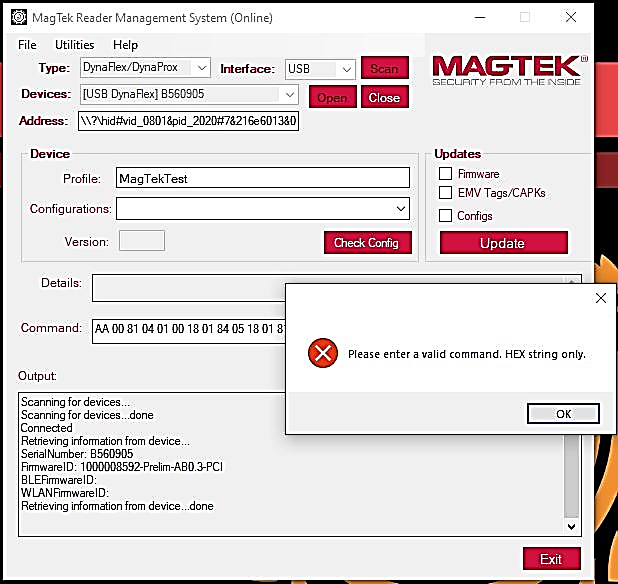 MagTek Reader Management System (Online)
File Utilities Help
Type: DynaFlex/DynaProx Interface: USB Scan
MAGTEK®
SECURITY FROM THE INSIDE
Devices: [USB DynaFlex] B560905 Open Close
Address: \\?\hid#vid_0801&pid_2020#7&216e6013&0
Device
Profile: MagTekTest
Configurations:
Version: Check Config
Updates
Firmware
EMV Tags/CAPKs
Configs
Update
Details:
Command: AA 00 81 04 01 00 18 01 84 05 18 01
Please enter a valid command. HEX string only.
OK
Output:
Scanning for devices...
Scanning for devices...done
Connected
Retrieving information from device...
SerialNumber: B560905
FirmwareID: 1000008592-Prelim-AB0.3-PCI
BLEFirmwareID:
WLANFirmwareID:
Retrieving information from device...done
Exit